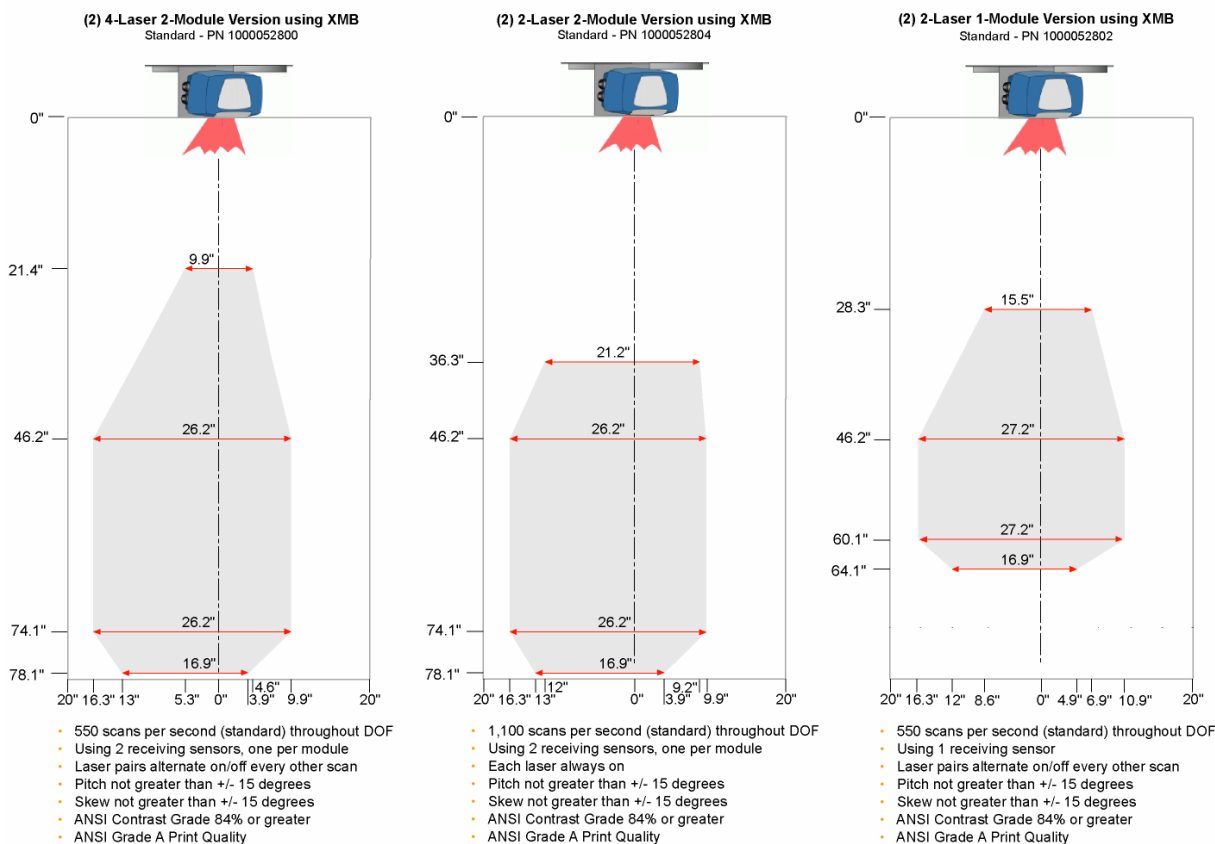 (2) 4-Laser 2-Module Version using XMB
Standard - PN 1000052800
0"
9.9"
21.4"
26.2"
46.2"
26.2"
74.1"
16.9"
78.1"
4.6"
20" 16.3" 13" 5.3" 0" 3.9" 9.9" 20"
550 scans per second (standard) throughout DOF
Using 2 receiving sensors, one per module
Laser pairs alternate on/off every other scan
Pitch not greater than +/- 15 degrees
Skew not greater than +/- 15 degrees
ANSI Contrast Grade 84% or greater
ANSI Grade A Print Quality
(2) 2-Laser 2-Module Version using XMB
Standard - PN 1000052804
0"
21.2"
36.3"
26.2"
46.2"
26.2"
74.1"
16.9"
78.1"
12" 9.2"
20" 16.3" 13" 0" 3.9" 9.9" 20"
1,100 scans per second (standard) throughout DOF
Using 2 receiving sensors, one per module
Each laser always on
Pitch not greater than +/- 15 degrees
Skew not greater than +/- 15 degrees
ANSI Contrast Grade 84% or greater
ANSI Grade A Print Quality
(2) 2-Laser 1-Module Version using XMB
Standard - PN 1000052802
0"
15.5"
28.3"
27.2"
46.2"
27.2"
60.1"
16.9"
64.1"
20" 16.3" 12" 8.6" 0" 4.9" 6.9" 10.9" 20"
550 scans per second (standard) throughout DOF
Using 1 receiving sensor
Laser pairs alternate on/off every other scan
Pitch not greater than +/- 15 degrees
Skew not greater than +/- 15 degrees
ANSI Contrast Grade 84% or greater
ANSI Grade A Print Quality